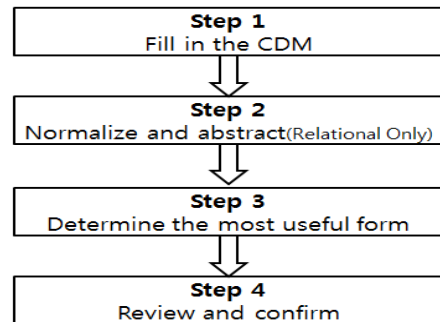 Step 1
Fill in the CDM
Step 2
Normalize and abstract(Relational Only)
Step 3
Determine the most useful form
Step 4
Review and confirm